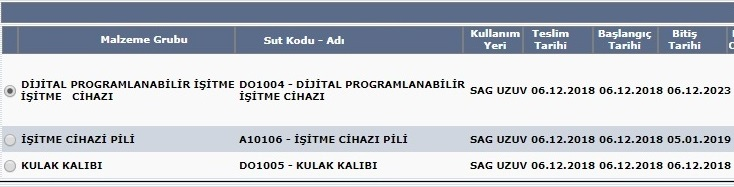 Malzeme Grubu Sut Kodu - Adı Kullanım Yeri Teslim Tarihi Başlangıç Tarihi Bitiş Tarihi
DİJİTAL PROGRAMLANABİLİR İŞİTME DO1004 - DİJİTAL PROGRAMLANABİLİR
İŞİTME CİHAZI İŞİTME CİHAZI SAG UZUV 06.12.2018 06.12.2018 06.12.2023
İŞİTME CİHAZİ PİLİ A10106 - İŞİTME CİHAZI PİLİ SAG UZUV 06.12.2018 06.12.2018 05.01.2019
KULAK KALIBI DO1005 - KULAK KALIBI SAG UZUV 06.12.2018 06.12.2018 06.12.2018